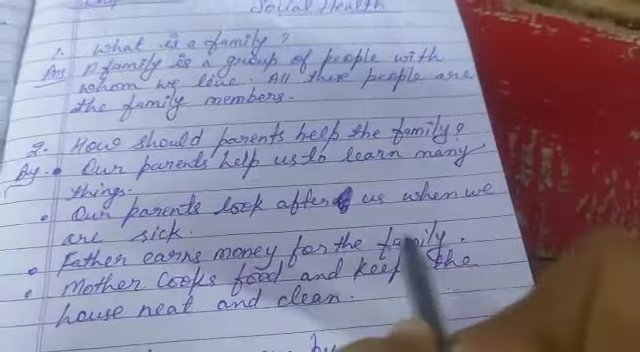 Social Health
1. What is a family?
Ans A family is a group of people with
whom we live. All these people are
the family members.
2. How should parents help the family?
Our parents help us to learn many
things.
• Our parents look after us when we
are sick.
• Father earns money for the family.
• Mother Cooks food and keep the
house neat and clean.